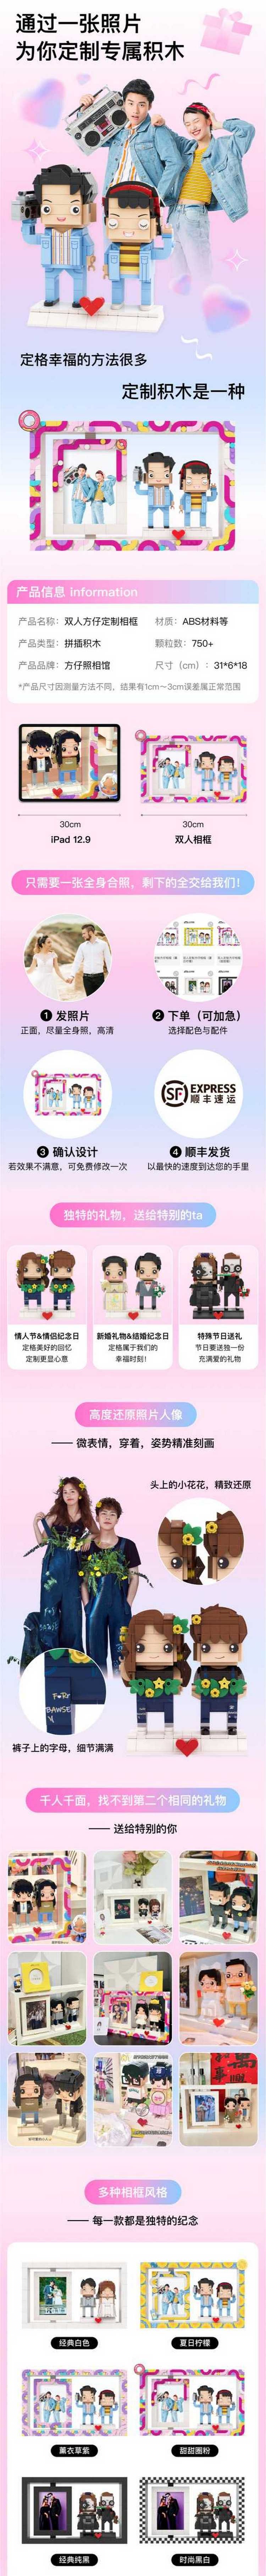 通过一张照片
为你定制专属积木
定格幸福的方法很多
定制积木是一种
产品信息 information
产品名称：双人方仔定制相框 材质：ABS材料等
产品类型：拼插积木 颗粒数：750+
产品品牌：方仔照相馆 尺寸（cm）：31*6*18
*产品尺寸因测量方法不同，结果有1cm～3cm误差属正常范围
30cm 30cm
iPad 12.9 双人相框
只需要一张全身合照，剩下的全交给我们！
1 发照片 2 下单（可加急）
正面，尽量全身照，高清 选择配色与配件
SF EXPRESS
顺丰速运
3 确认设计 4 顺丰发货
若效果不满意，可免费修改一次 以最快的速度到达您的手里
独特的礼物，送给特别的ta
情人节&情侣纪念日 新婚礼物&结婚纪念日 特殊节日送礼
定格美好的回忆 定格属于我们的 节日要送独一份
定制更显心意 幸福时刻！ 充满爱的礼物
高度还原照片人像
—— 微表情，穿着，姿势精准刻画
头上的小花花，精致还原
F♥RY
BAWSE
裤子上的字母，细节满满
千人千面，找不到第二个相同的礼物
—— 送给特别的你
多种相框风格
—— 每一款都是独特的纪念
经典白色 夏日柠檬
薰衣草紫 甜甜圈粉
经典纯黑 时尚黑白